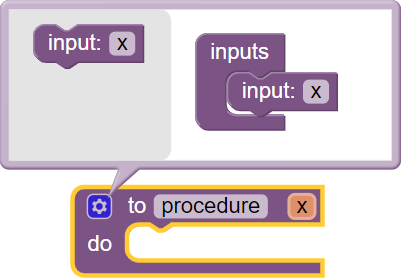 input: x
inputs
input: x
to procedure x
do